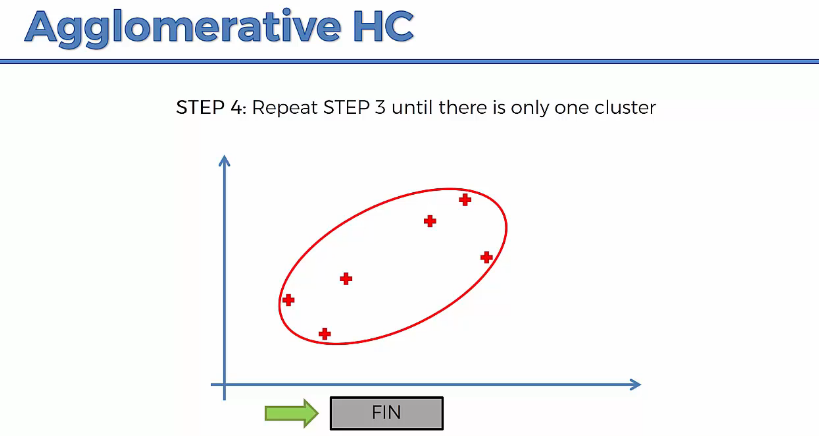 Agglomerative HC
STEP 4: Repeat STEP 3 until there is only one cluster
FIN